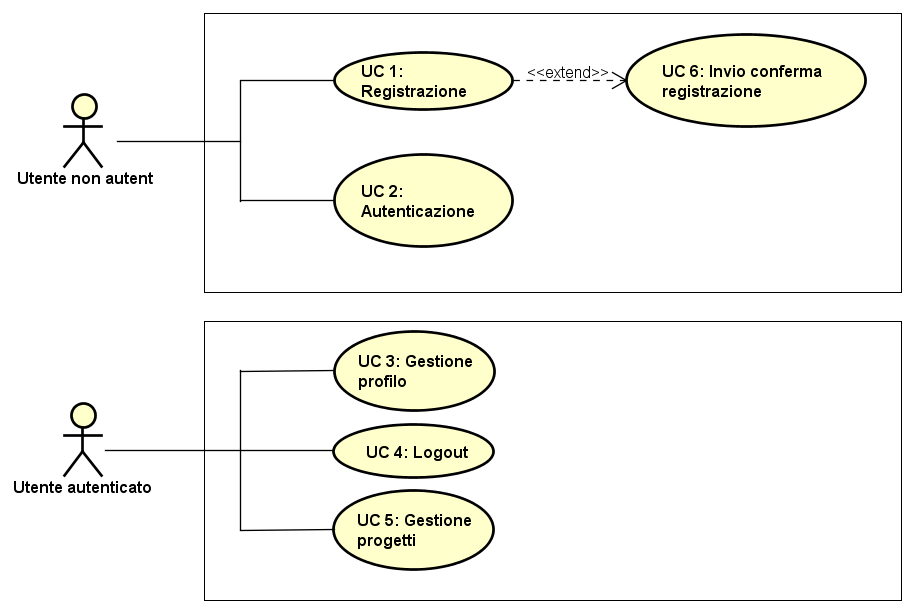 UC 1:
Registrazione
<<extend>>
UC 6: Invio conferma
registrazione
Utente non autent
UC 2:
Autenticazione
UC 3: Gestione
profilo
UC 4: Logout
Utente autenticato
UC 5: Gestione
progetti